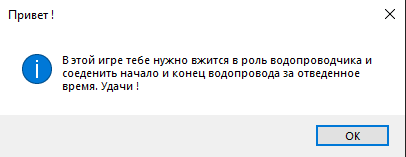 Привет !
В этой игре тебе нужно вжится в роль водопроводчика и
соеденить начало и конец водопровода за отведенное
время. Удачи !
OK